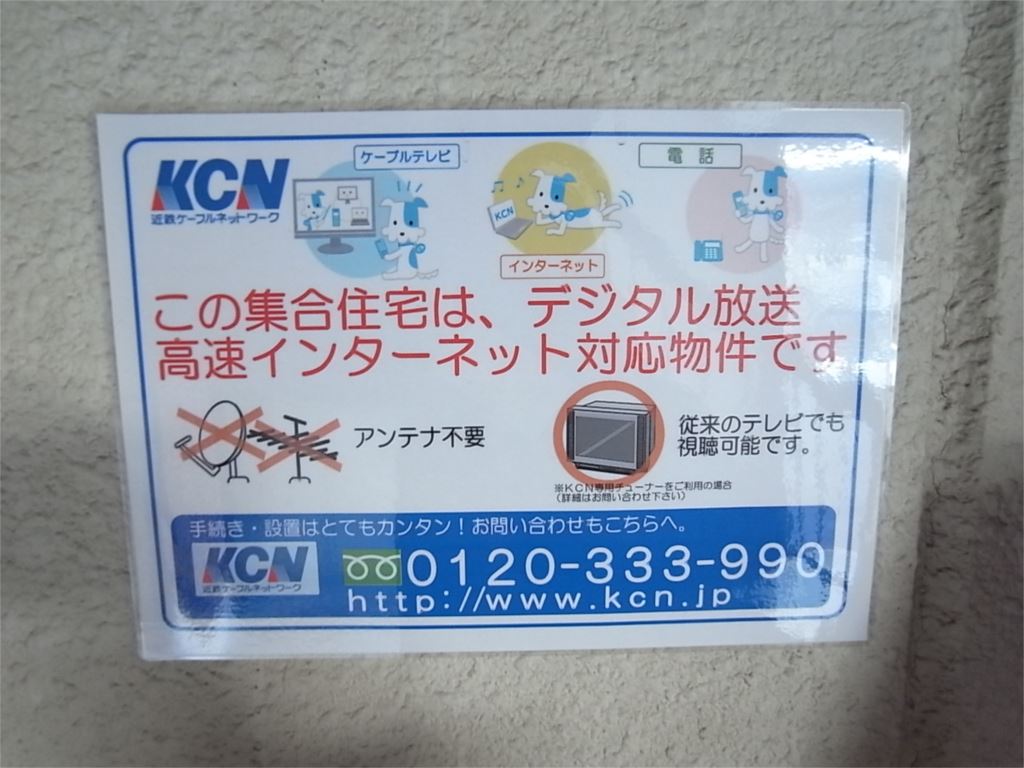 KCN
近鉄ケーブルネットワーク
ケーブルテレビ
KCN
インターネット
電話
この集合住宅は、デジタル放送
高速インターネット対応物件です
アンテナ不要
従来のテレビでも
視聴可能です。
※KCN専用チューナーをご利用の場合
（詳細はお問い合わせ下さい）
手続き・設置はとてもカンタン！お問い合わせもこちらへ。
KCN
近鉄ケーブルネットワーク
0120-333-990
http://www.kcn.jp